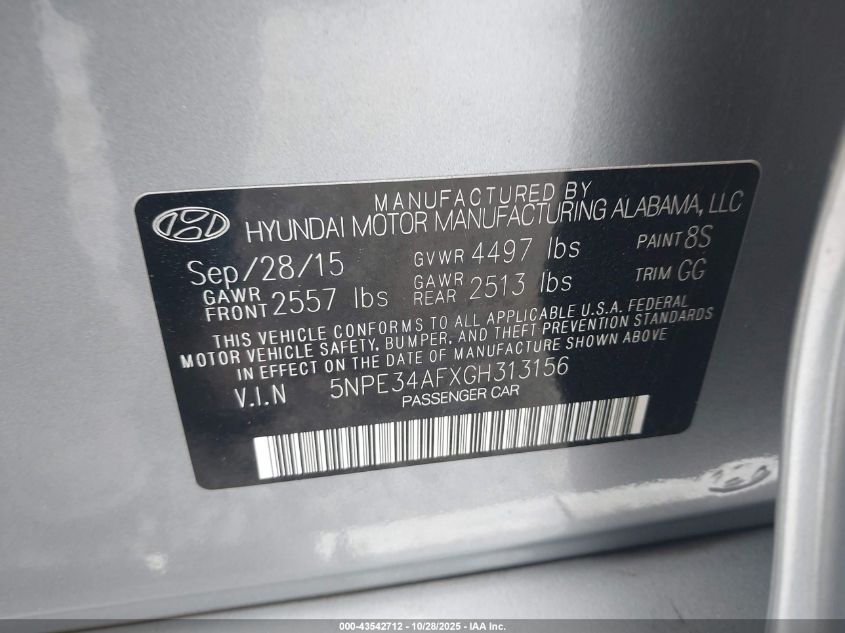 MANUFACTURED BY
HYUNDAI MOTOR MANUFACTURING ALABAMA, LLC
Sep/28/15 GVWR 4497 lbs PAINT 8S
GAWR FRONT 2557 lbs GAWR REAR 2513 lbs TRIM GG
THIS VEHICLE CONFORMS TO ALL APPLICABLE U.S.A. FEDERAL
MOTOR VEHICLE SAFETY, BUMPER, AND THEFT PREVENTION STANDARDS
IN EFFECT ON THE DATE OF MANUFACTURE SHOWN ABOVE
V.I.N 5NPE34AFXGH313156
PASSENGER CAR
000-43542712 - 10/28/2025 - IAA Inc.